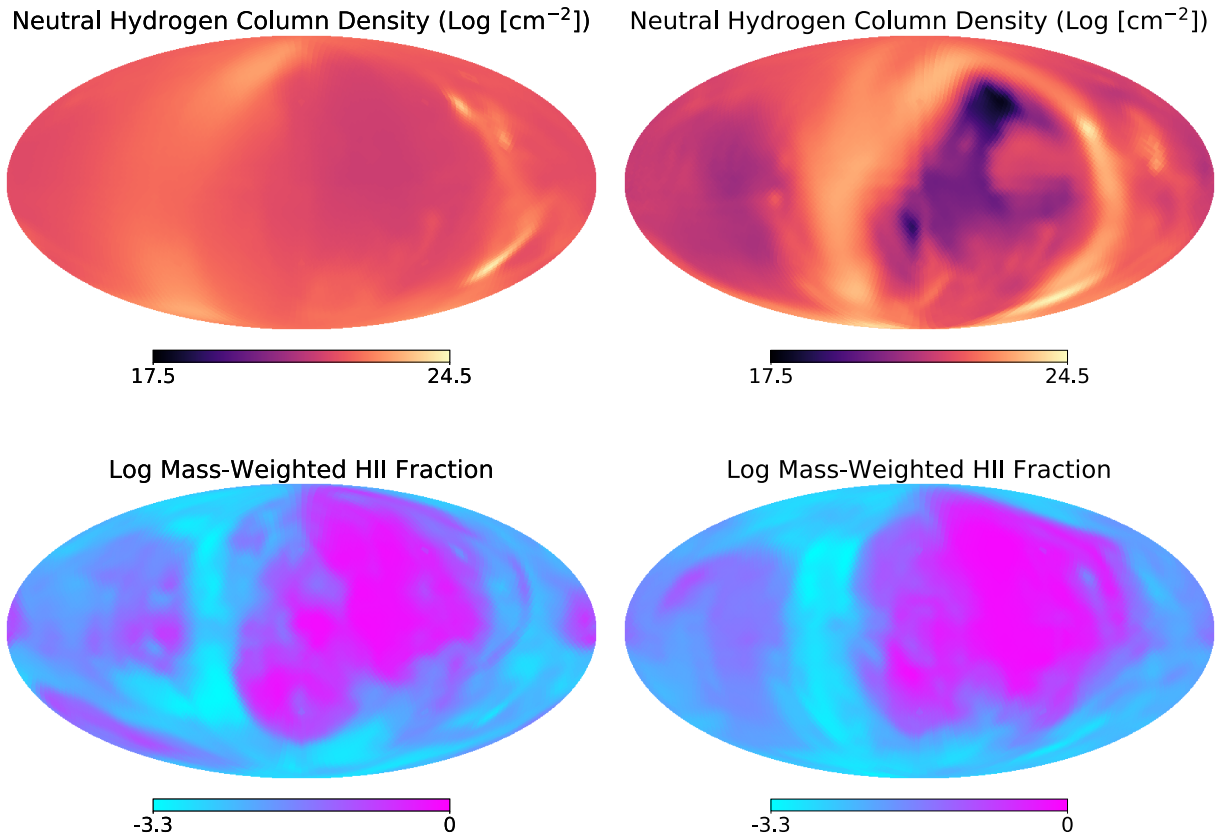 Neutral Hydrogen Column Density (Log [cm⁻²])
Neutral Hydrogen Column Density (Log [cm⁻²])
17.5 24.5
17.5 24.5
Log Mass-Weighted HII Fraction
Log Mass-Weighted HII Fraction
-3.3 0
-3.3 0